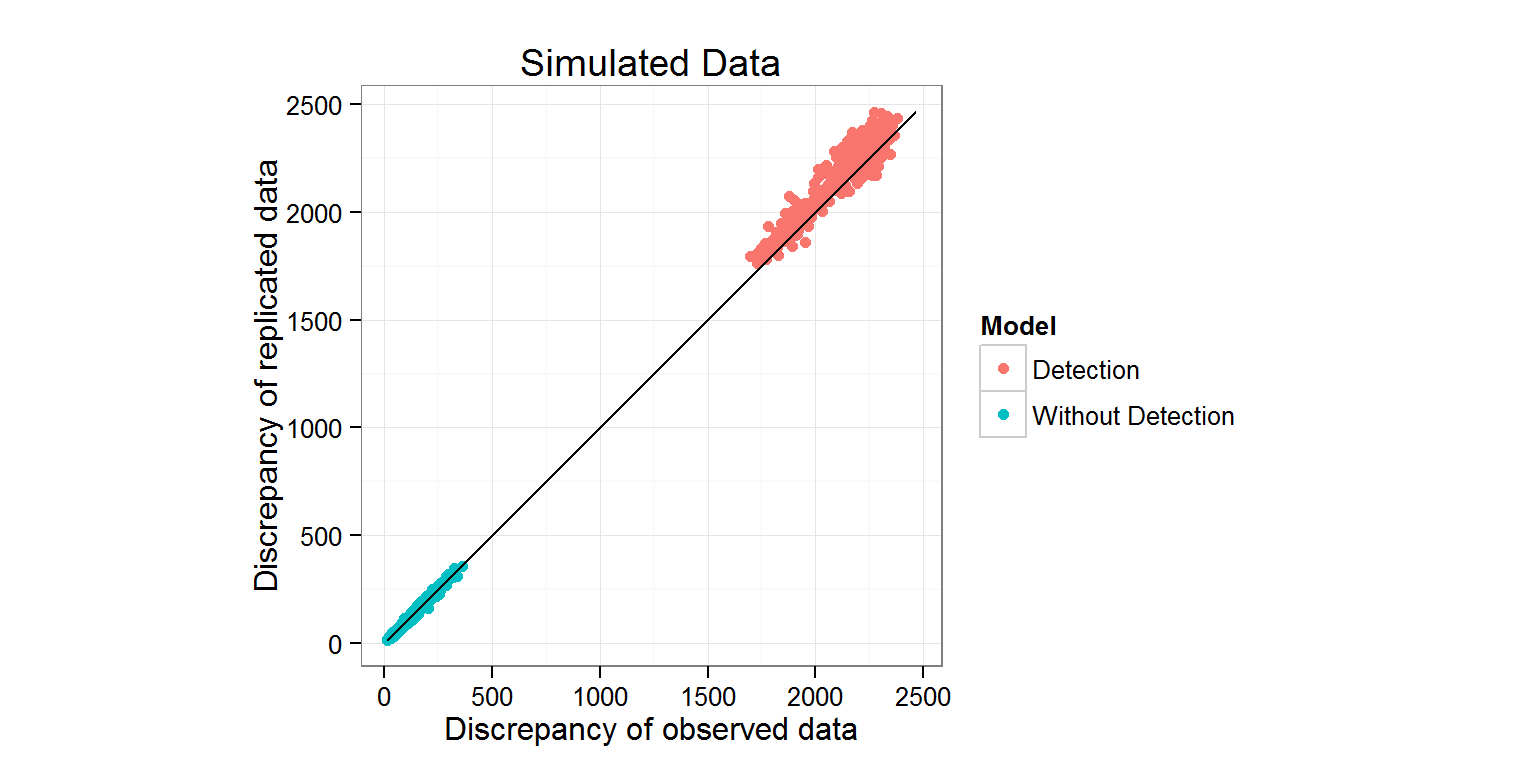 Simulated Data
Discrepancy of replicated data
2500
2000
1500
1000
500
0
0 500 1000 1500 2000 2500
Discrepancy of observed data
Model
Detection
Without Detection